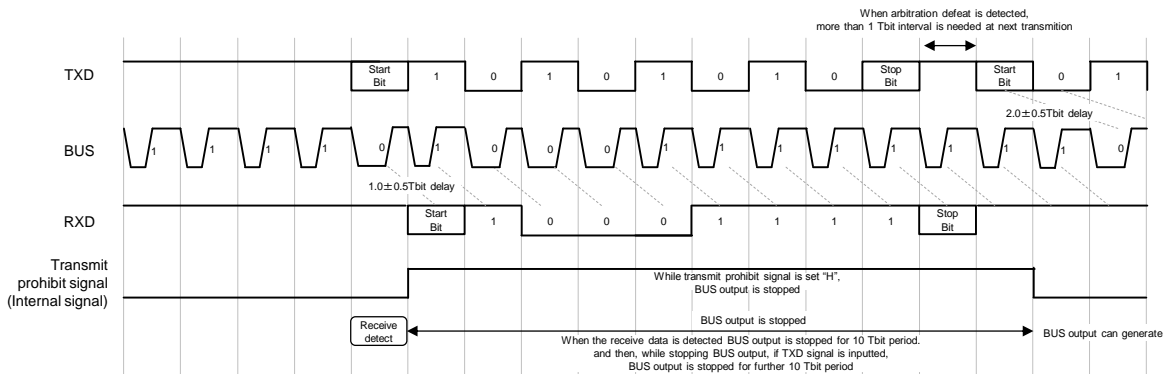 When arbitration defeat is detected,
more than 1 Tbit interval is needed at next transmition
TXD
Start
Bit
1
0
1
0
1
0
1
0
Stop
Bit
Start
Bit
0
1
2.0±0.5Tbit delay
BUS
1
1
1
1
0
1
0
0
0
1
1
1
1
1
1
1
1
0
1.0±0.5Tbit delay
RXD
Start
Bit
1
0
0
0
1
1
1
1
Stop
Bit
Transmit
prohibit signal
(Internal signal)
While transmit prohibit signal is set "H",
BUS output is stopped
Receive
detect
BUS output is stopped
BUS output can generate
When the receive data is detected BUS output is stopped for 10 Tbit period.
and then, while stopping BUS output, if TXD signal is inputted,
BUS output is stopped for further 10 Tbit period